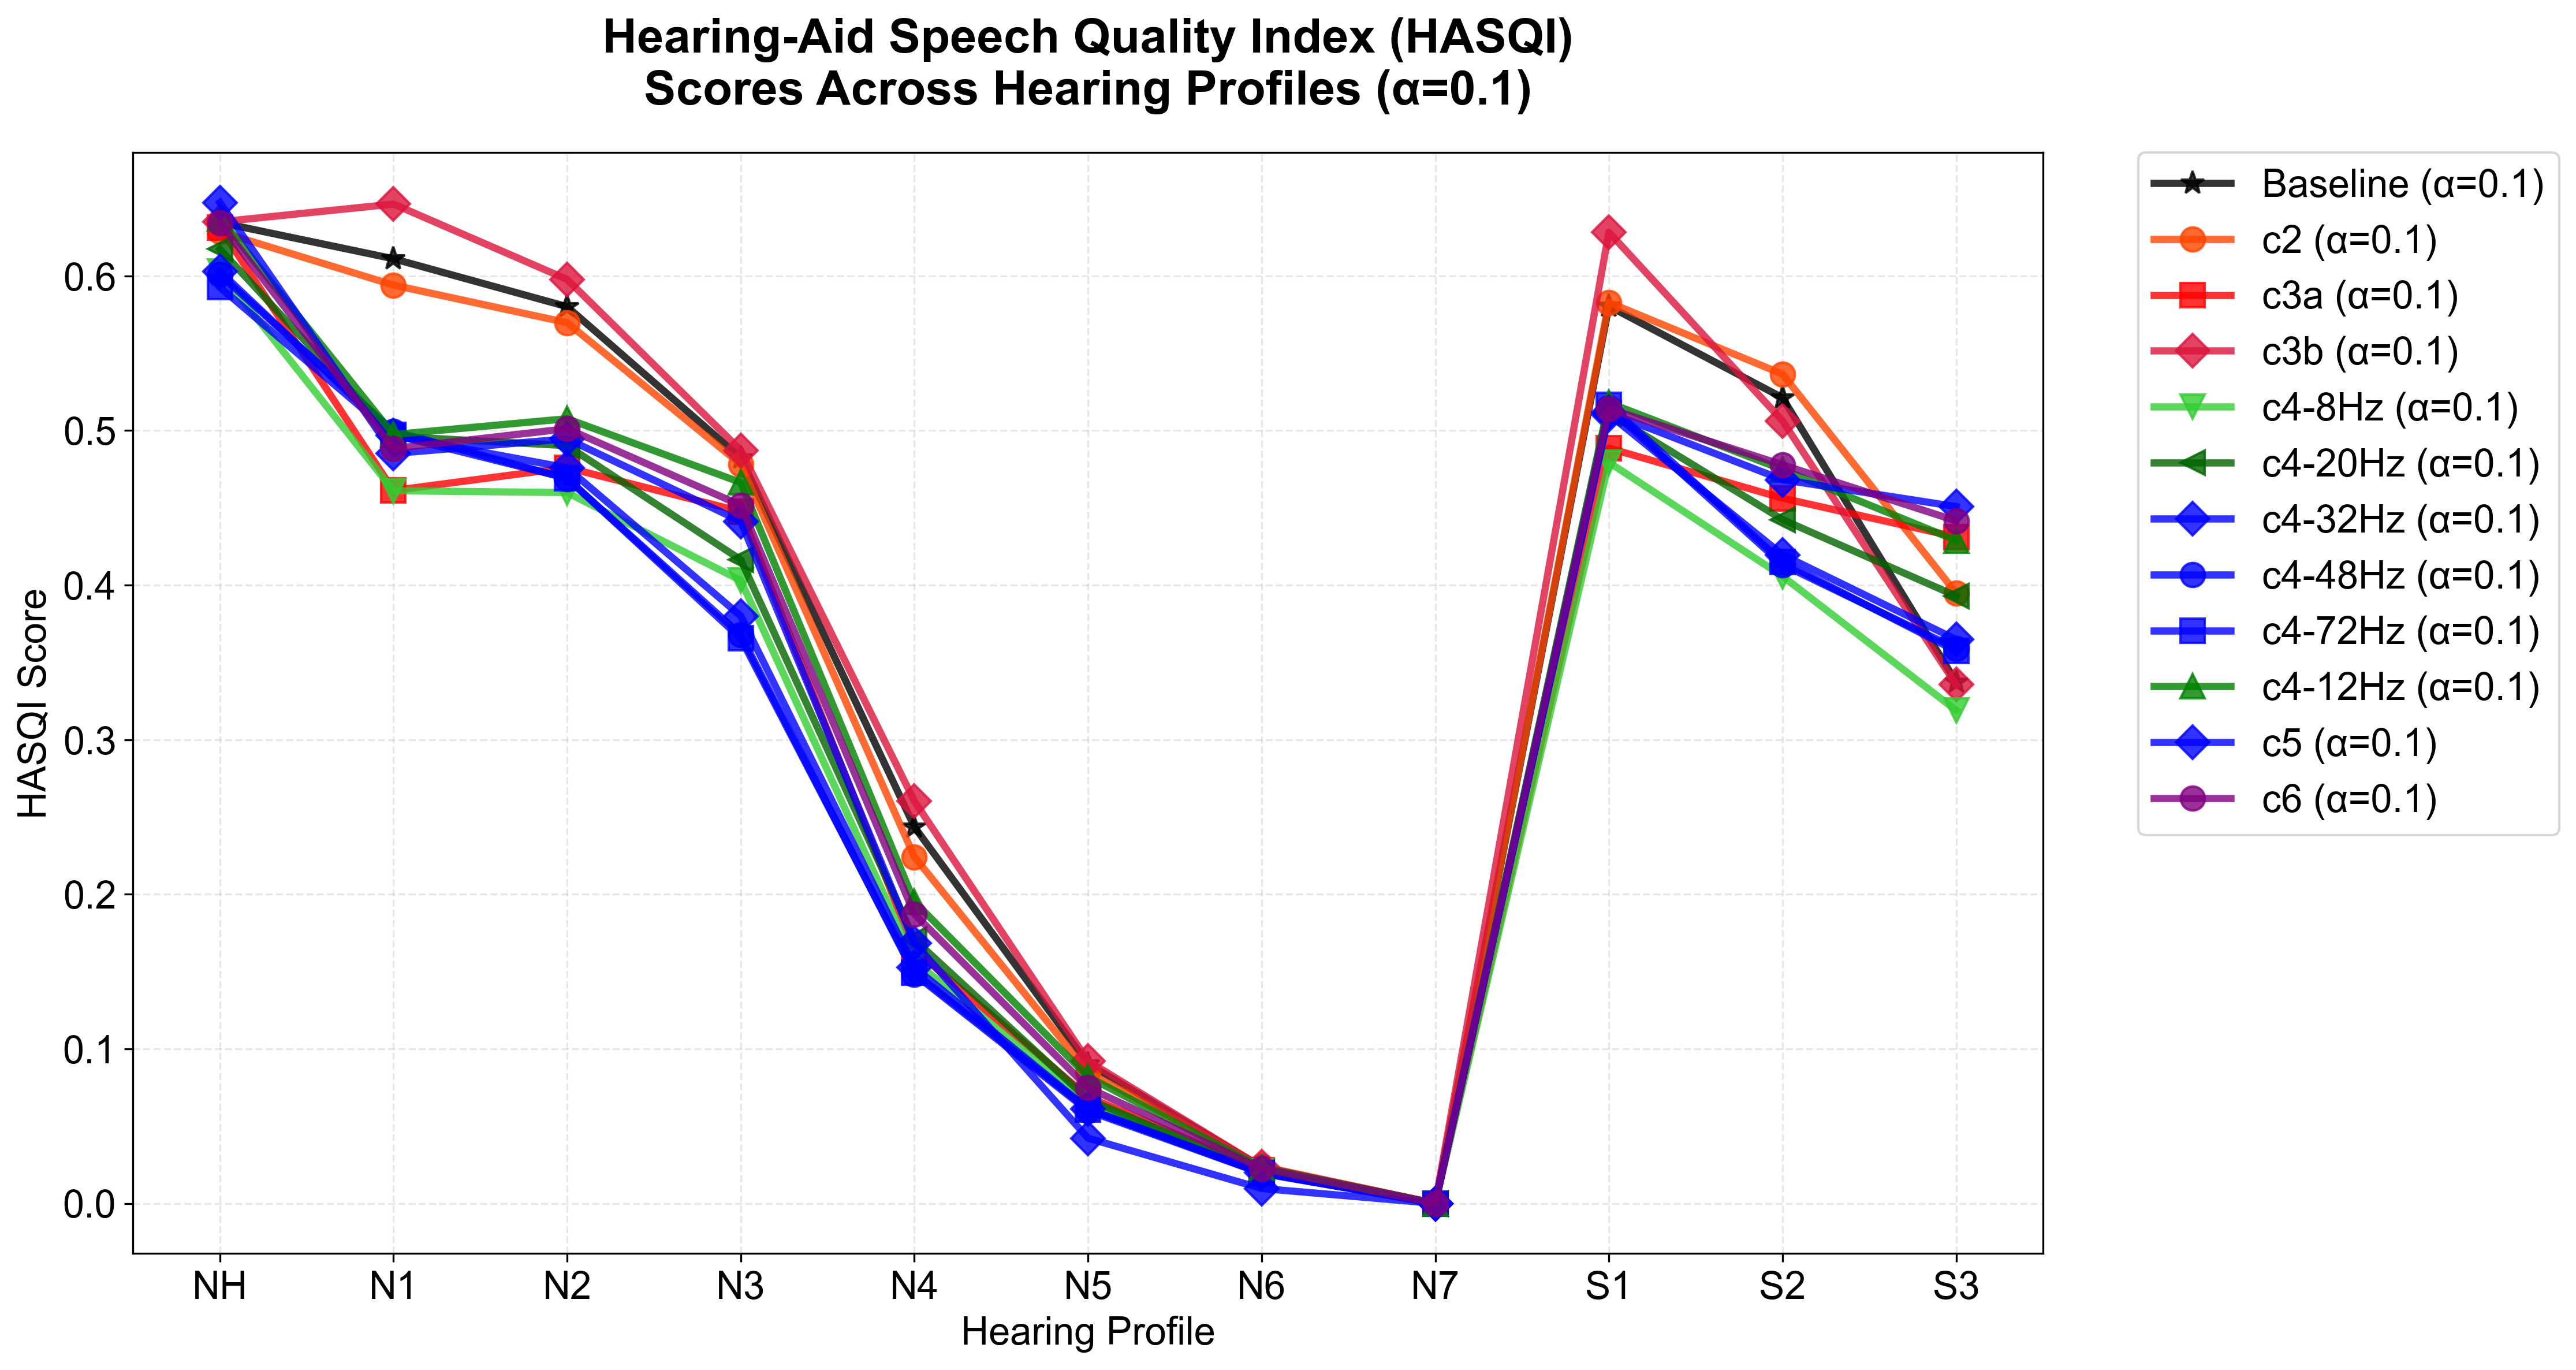 Hearing-Aid Speech Quality Index (HASQI)
Scores Across Hearing Profiles (α=0.1)
HASQI Score
0.6
0.5
0.4
0.3
0.2
0.1
0.0
NH N1 N2 N3 N4 N5 N6 N7 S1 S2 S3
Hearing Profile
Baseline (α=0.1)
c2 (α=0.1)
c3a (α=0.1)
c3b (α=0.1)
c4-8Hz (α=0.1)
c4-20Hz (α=0.1)
c4-32Hz (α=0.1)
c4-48Hz (α=0.1)
c4-72Hz (α=0.1)
c4-12Hz (α=0.1)
c5 (α=0.1)
c6 (α=0.1)